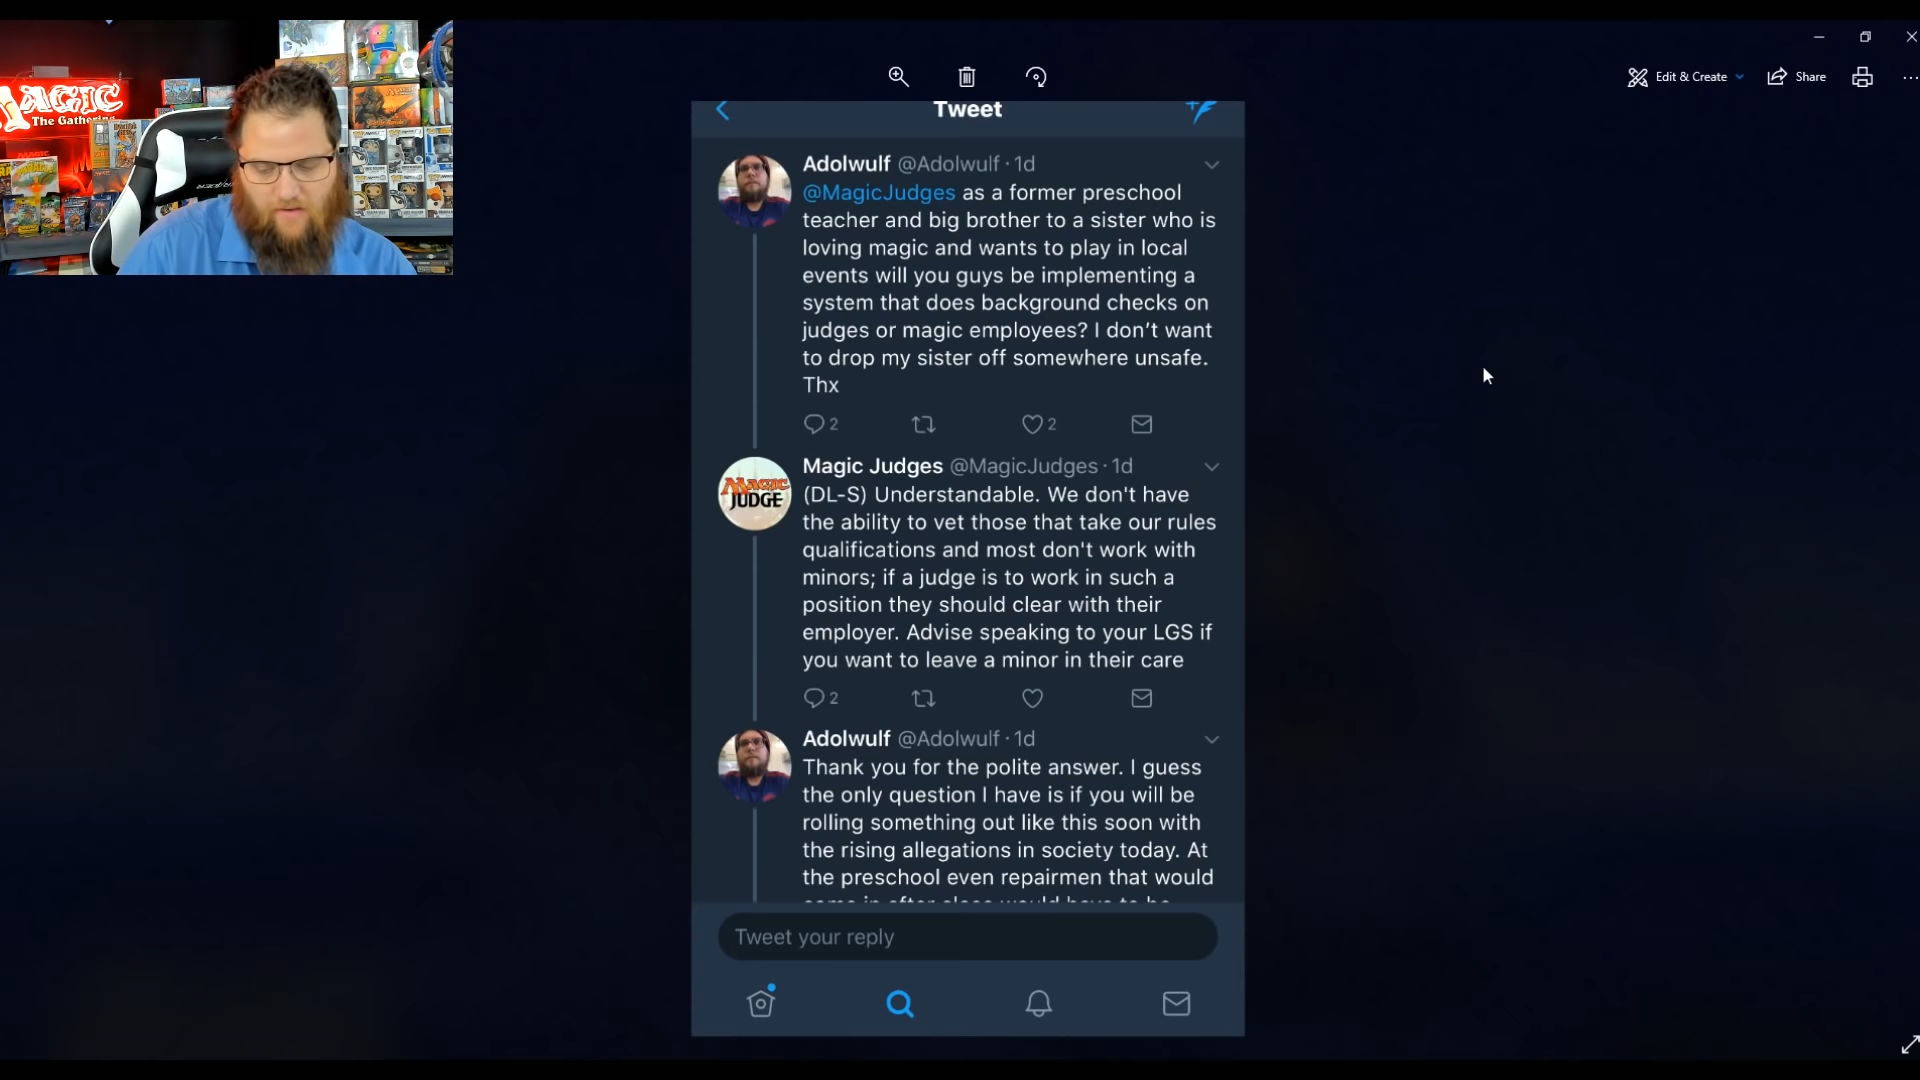 MAGIC
The Gathering
Edit & Create
Share
Tweet
Adolwulf @Adolwulf · 1d
@MagicJudges as a former preschool
teacher and big brother to a sister who is
loving magic and wants to play in local
events will you guys be implementing a
system that does background checks on
judges or magic employees? I don’t want
to drop my sister off somewhere unsafe.
Thx
2
2
Magic Judges @MagicJudges · 1d
MAGIC
JUDGE
(DL-S) Understandable. We don't have
the ability to vet those that take our rules
qualifications and most don't work with
minors; if a judge is to work in such a
position they should clear with their
employer. Advise speaking to your LGS if
you want to leave a minor in their care
2
Adolwulf @Adolwulf · 1d
Thank you for the polite answer. I guess
the only question I have is if you will be
rolling something out like this soon with
the rising allegations in society today. At
the preschool even repairmen that would
Tweet your reply